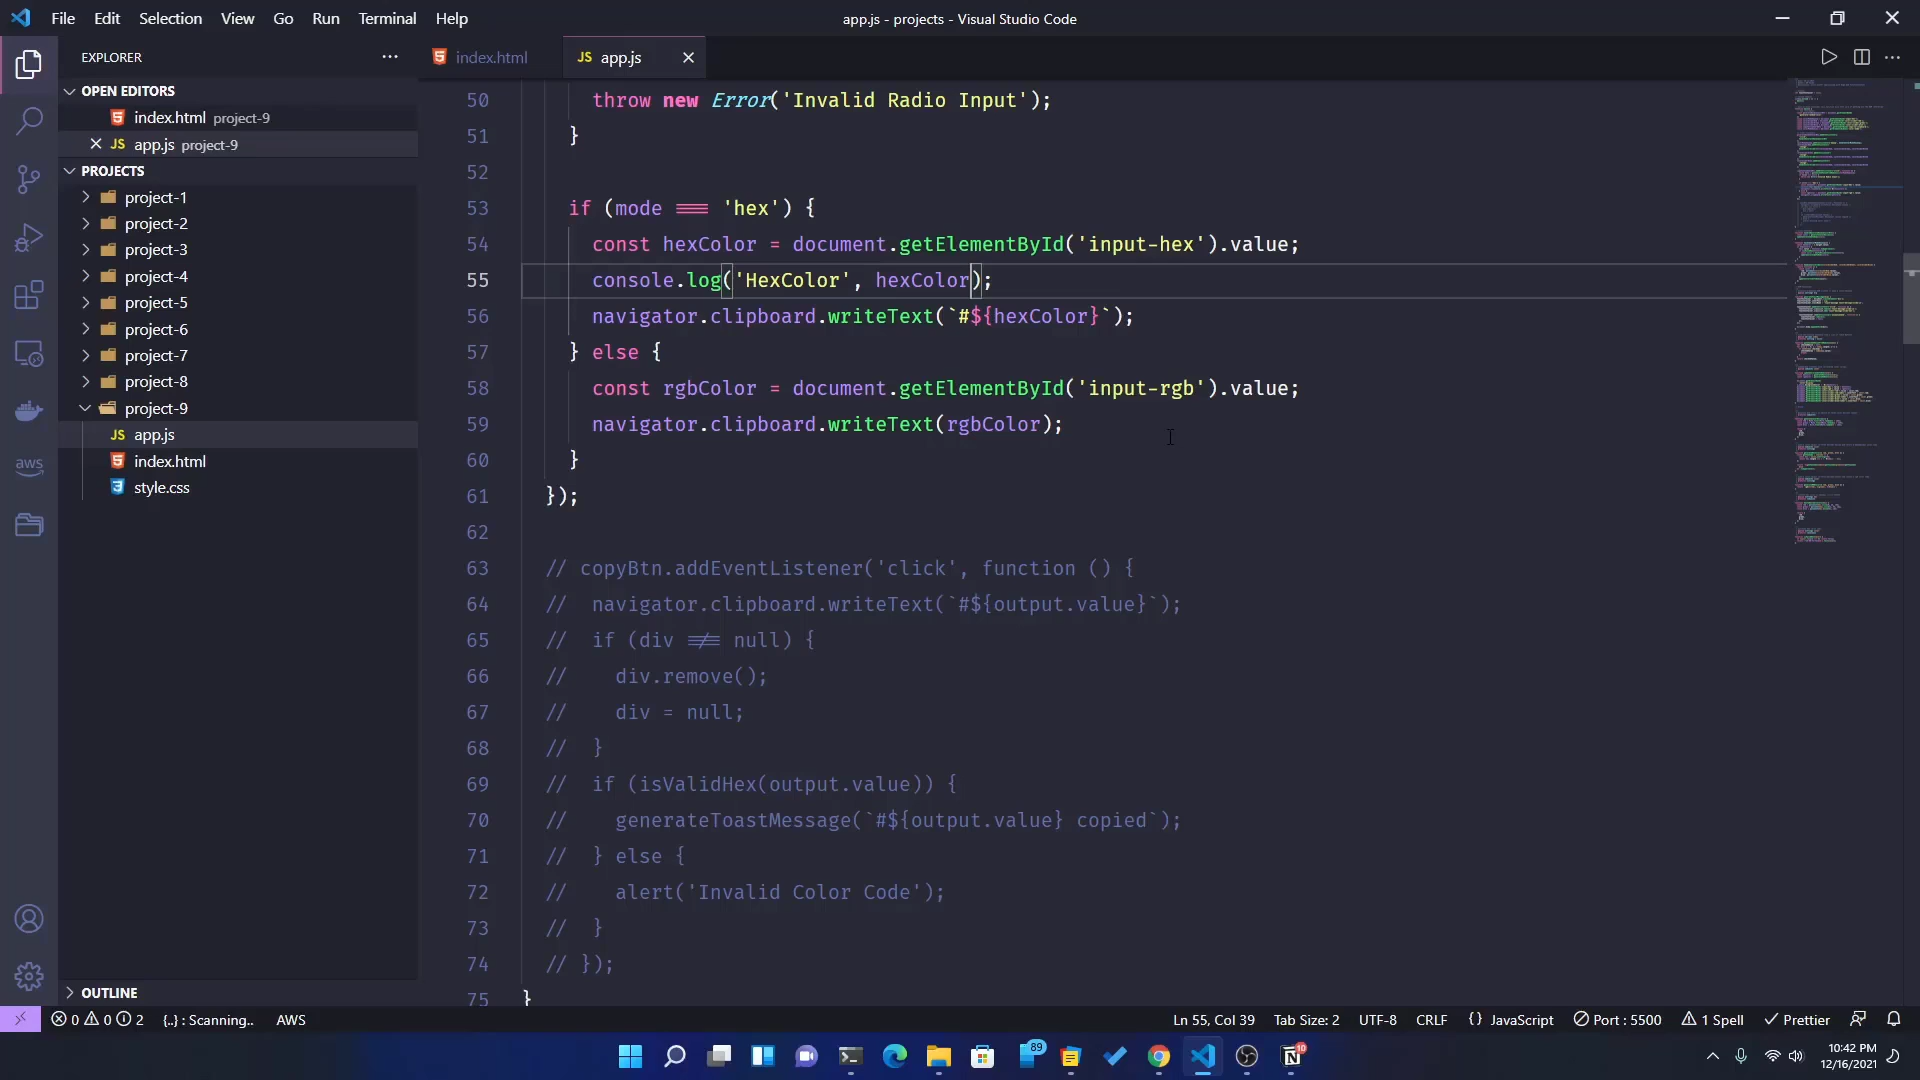 File Edit Selection View Go Run Terminal Help
app.js - projects - Visual Studio Code
EXPLORER
OPEN EDITORS
index.html project-9
JS app.js project-9
PROJECTS
project-1
project-2
project-3
project-4
project-5
project-6
project-7
project-8
project-9
JS app.js
index.html
style.css
OUTLINE
aws
index.html
JS app.js
50 throw new Error('Invalid Radio Input');
51 }
52
53 if (mode === 'hex') {
54 const hexColor = document.getElementById('input-hex').value;
55 console.log('HexColor', hexColor);
56 navigator.clipboard.writeText(`#${hexColor}`);
57 } else {
58 const rgbColor = document.getElementById('input-rgb').value;
59 navigator.clipboard.writeText(rgbColor);
60 }
61 });
62
63 // copyBtn.addEventListener('click', function () {
64 // navigator.clipboard.writeText(`#${output.value}`);
65 // if (div !== null) {
66 // div.remove();
67 // div = null;
68 // }
69 // if (isValidHex(output.value)) {
70 // generateToastMessage(`#${output.value} copied`);
71 // } else {
72 // alert('Invalid Color Code');
73 // }
74 // });
75 }
0 0 2 {..} : Scanning.. AWS
Ln 55, Col 39 Tab Size: 2 UTF-8 CRLF {} JavaScript Port : 5500 1 Spell Prettier
89
10
10:42 PM
12/16/2021